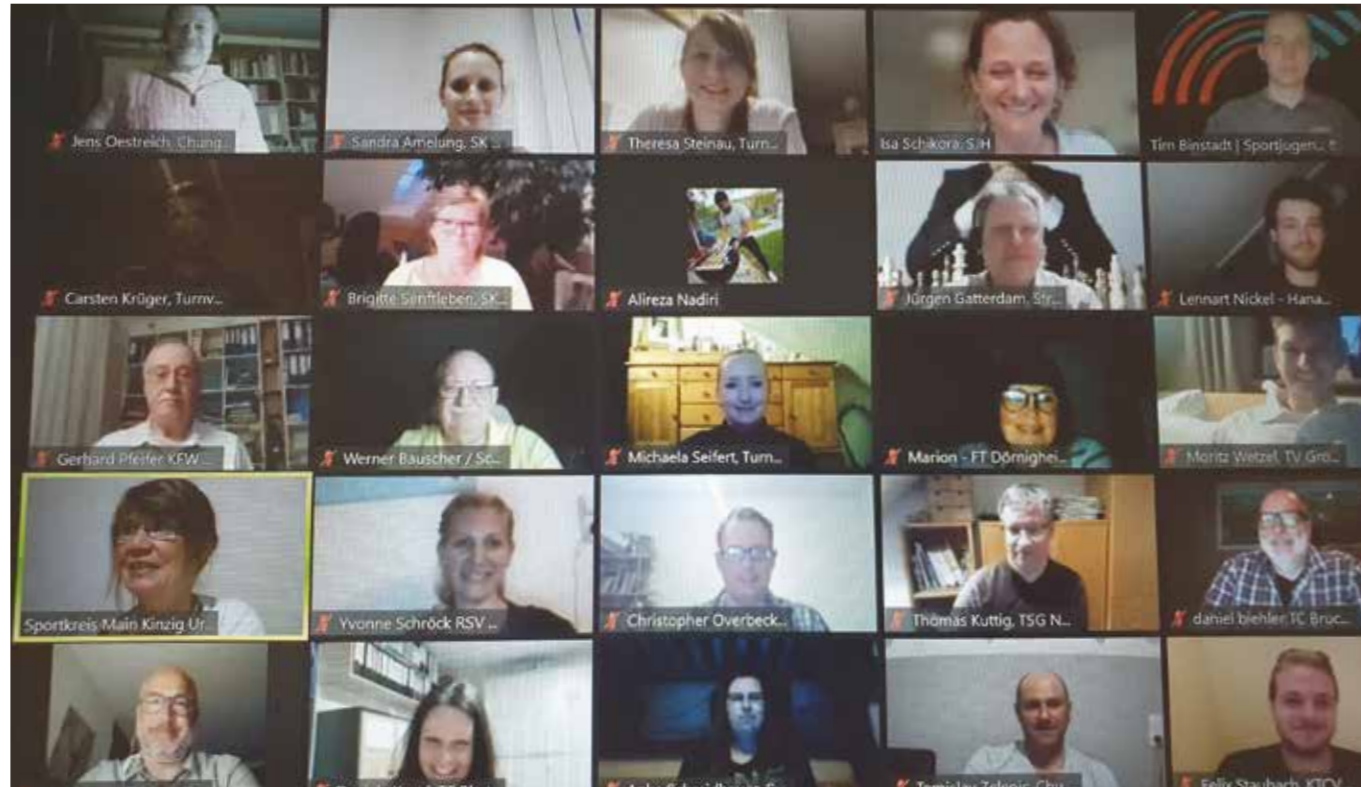 Jens Oestreich, Chung...
Sandra Amelung, SK ...
Theresa Steinau, Turn...
Isa Schikora, SJH
Tim Binstadt | Sportjugen...
Carsten Krüger, Turnv...
Brigitte Senftleben, SK...
Alireza Nadiri
Jürgen Gatterdam, Str...
Lennart Nickel - Hana...
Gerhard Pfeifer KFW ...
Werner Bauscher / Sc...
Michaela Seifert, Turn...
Marion - FT Dörnighei...
Moritz Wetzel, TV Gro...
Sportkreis Main Kinzig Ur...
Yvonne Schröck RSV ...
Christopher Overbeck...
Thomas Kuttig, TSG N...
daniel biehler TC Bruc...
Tomislav Zelenic, Chu...
Felix Staubach, KTCV